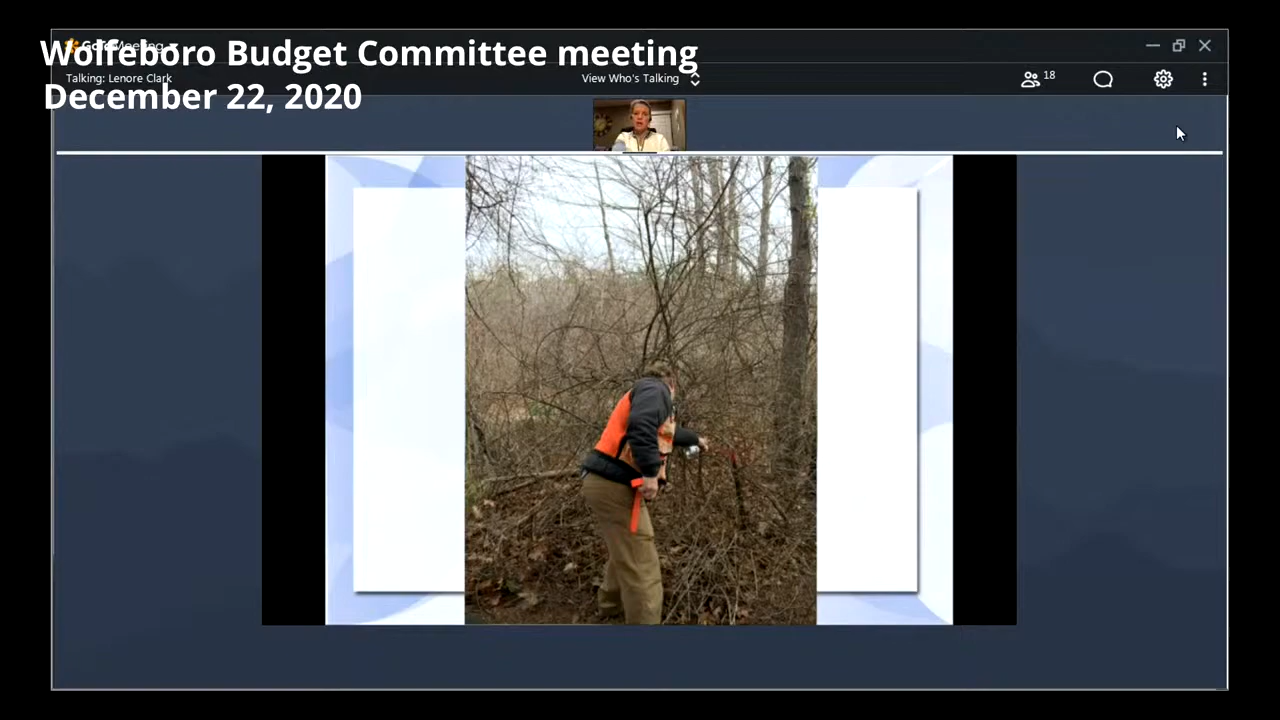 Wolfeboro Budget Committee meeting
Talking: Lenore Clark
View Who's Talking
18
December 22, 2020